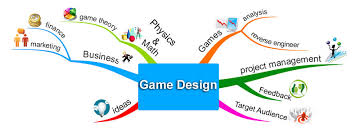 finance
marketing
game theory
Business
Physics
&
Math
Games
analysis
reverse engineer
Game Design
project management
Feedback
Target Audience
ideas